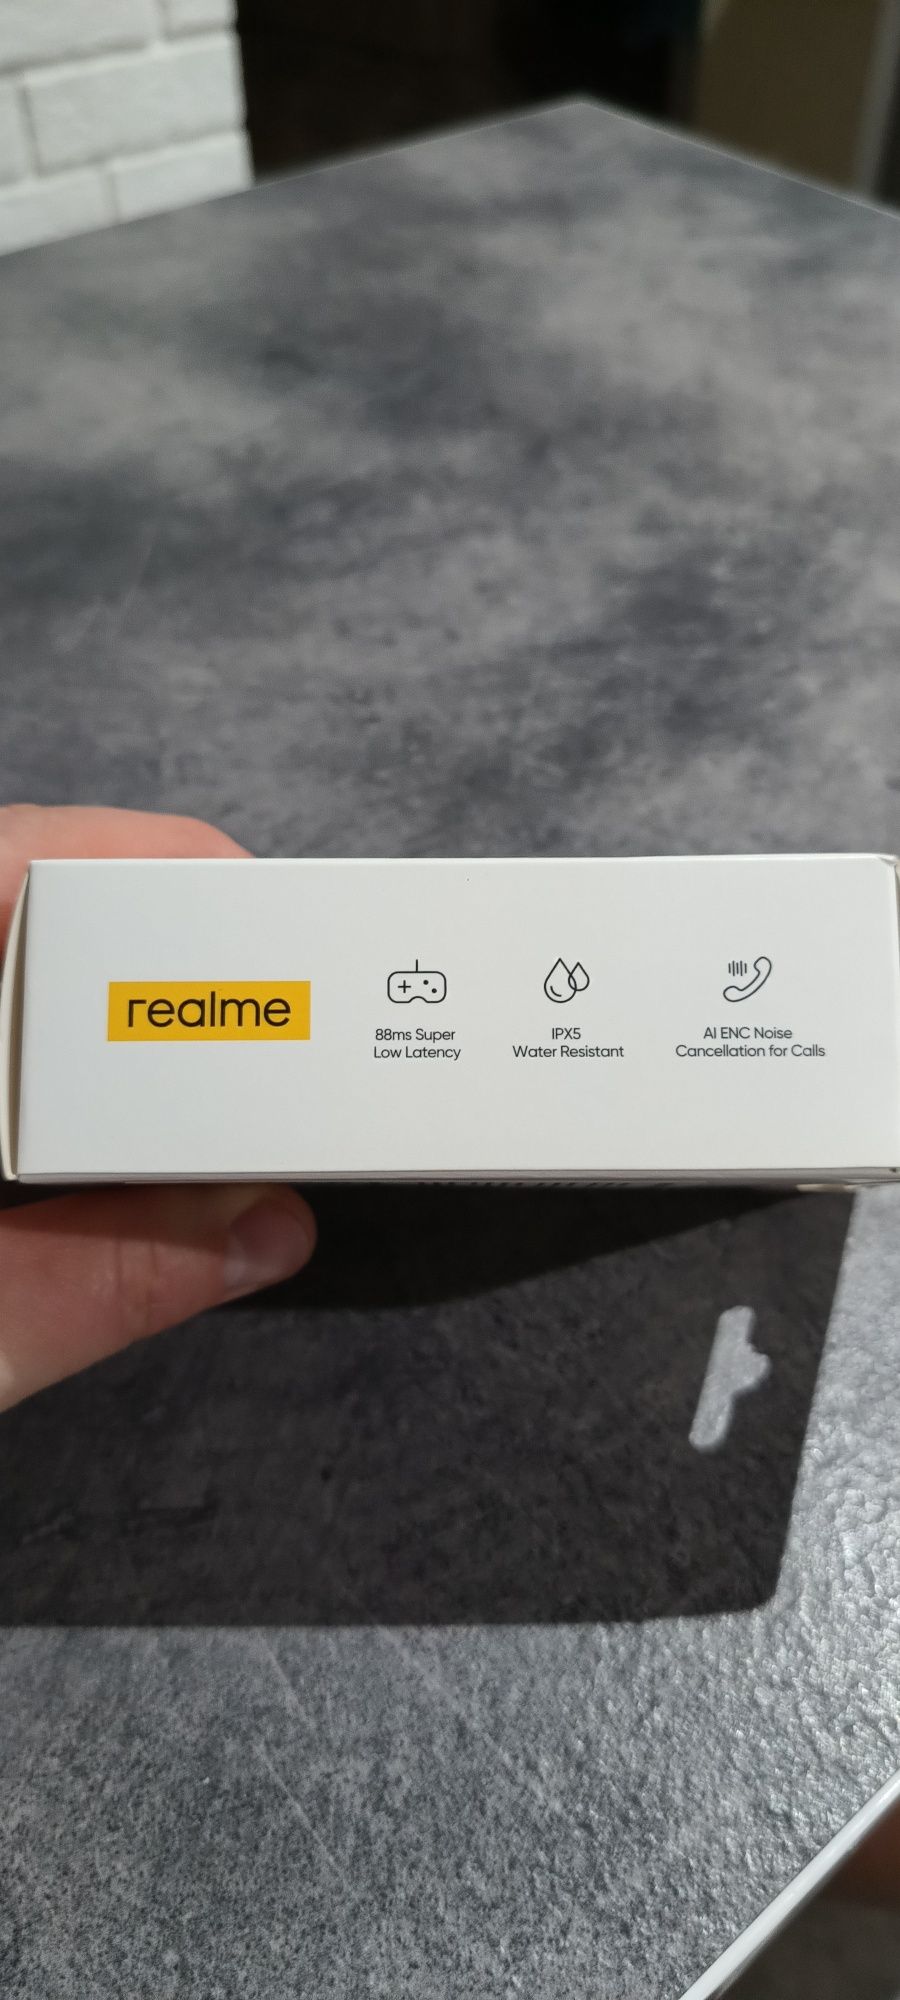 realme
88ms Super
Low Latency
IPX5
Water Resistant
AI ENC Noise
Cancellation for Calls